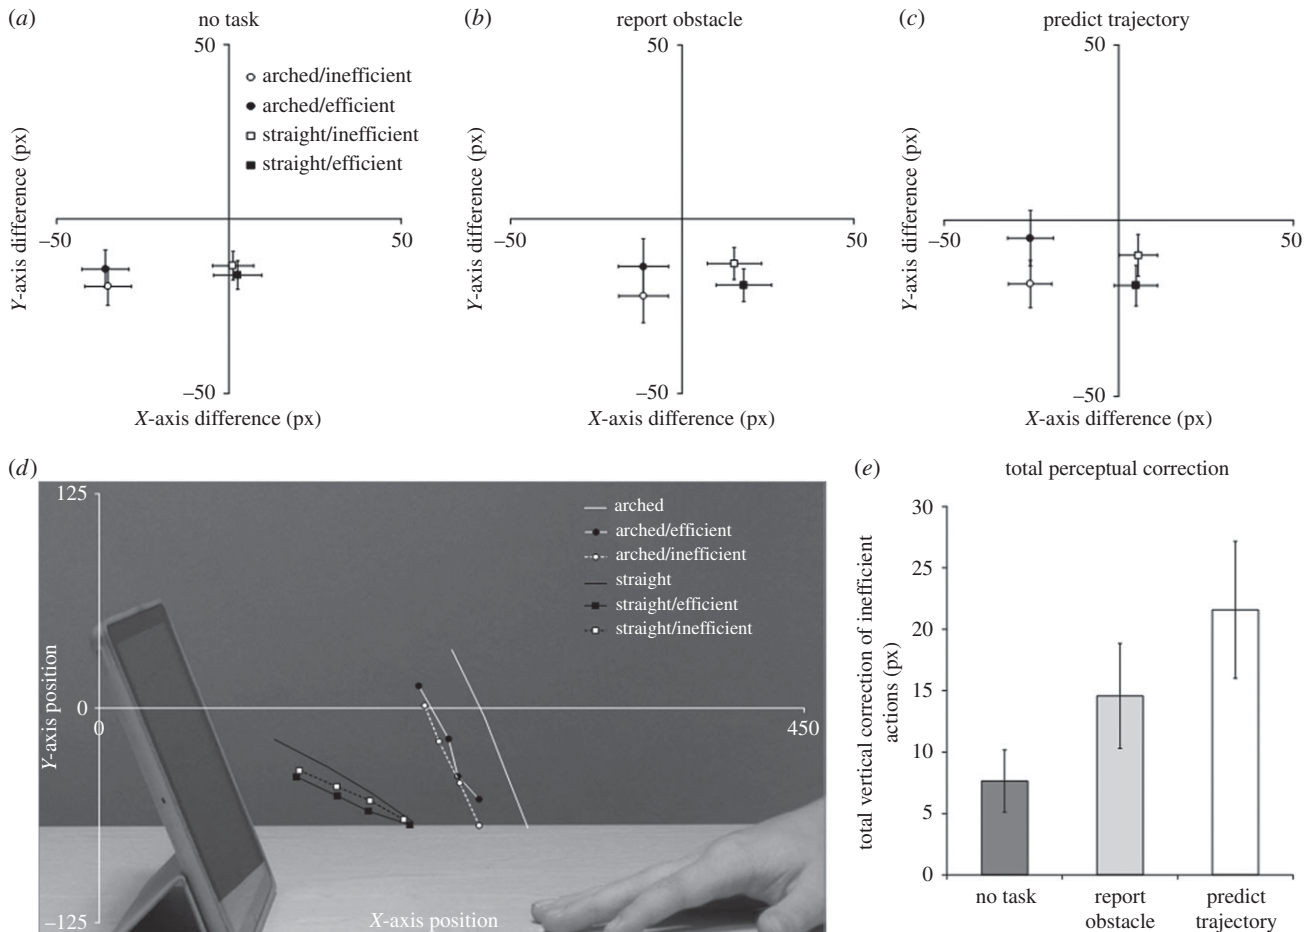 (a)
no task
50
arched/inefficient
arched/efficient
straight/inefficient
straight/efficient
Y-axis difference (px)
–50
50
–50
X-axis difference (px)
(b)
report obstacle
50
Y-axis difference (px)
–50
50
–50
X-axis difference (px)
(c)
predict trajectory
50
Y-axis difference (px)
–50
50
–50
X-axis difference (px)
(d)
125
arched
arched/efficient
arched/inefficient
straight
straight/efficient
straight/inefficient
Y-axis position
0
0
450
–125
X-axis position
(e)
total perceptual correction
total vertical correction of inefficient
actions (px)
30
25
20
15
10
5
0
no task
report
obstacle
predict
trajectory